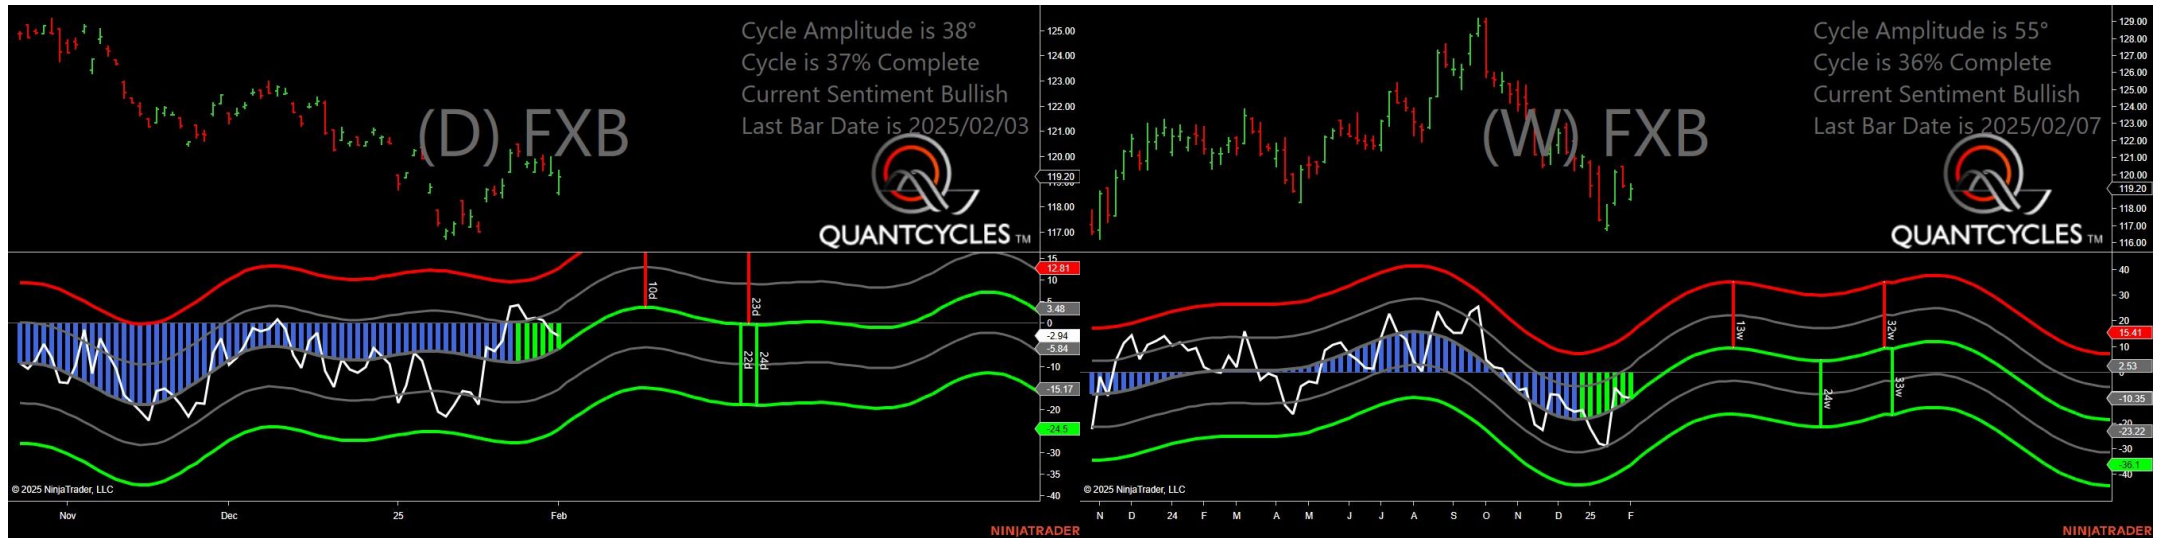 Cycle Amplitude is 38°
Cycle is 37% Complete
Current Sentiment Bullish
Last Bar Date is 2025/02/03
(D) FXB
QUANTCYCLES TM
125.00
124.00
123.00
122.00
121.00
120.00
119.20
118.00
117.00
15
12.81
10
3.48
0
-2.94
-5.84
-10
-15.17
-20
-24.5
-30
-35
-40
10d
23d
22d
24d
© 2025 NinjaTrader, LLC
Nov
Dec
25
Feb
NINJATRADER
Cycle Amplitude is 55°
Cycle is 36% Complete
Current Sentiment Bullish
Last Bar Date is 2025/02/07
(W) FXB
QUANTCYCLES TM
129.00
128.00
127.00
126.00
125.00
124.00
123.00
122.00
121.00
120.00
119.20
118.00
117.00
116.00
40
30
20
15.41
10
2.53
-10.35
-23.22
-30
-36.1
-40
13w
32w
24w
33w
© 2025 NinjaTrader, LLC
N D 24 F M A M J J A S O N D 25 F
NINJATRADER